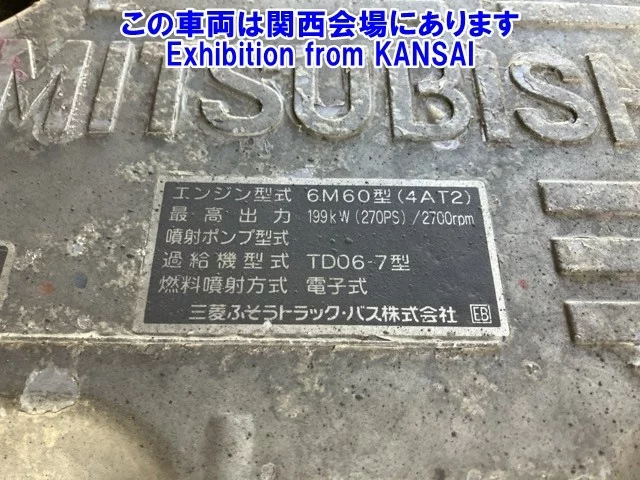 この車両は関西会場にあります
Exhibition from KANSAI
MITSUBISH
エンジン型式 6M60型(4AT2)
最高出力 199kW(270PS)/2700rpm
噴射ポンプ型式
過給機型式 TD06-7型
燃料噴射方式 電子式
三菱ふそうトラック・バス株式会社 EB